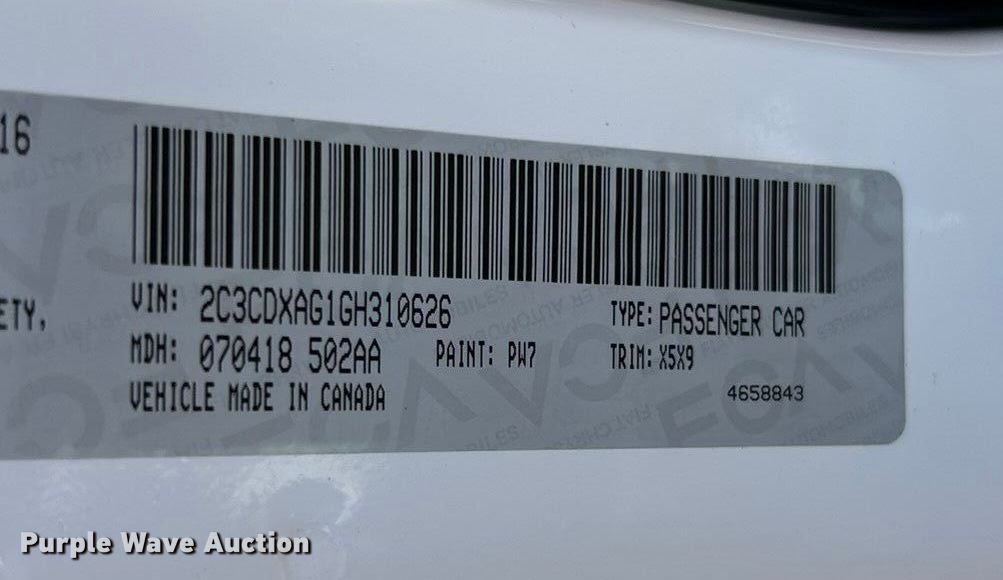 16
ETY,
VIN: 2C3CDXAG1GH310626
TYPE: PASSENGER CAR
MDH: 070418 502AA
PAINT: PW7
TRIM: X5X9
VEHICLE MADE IN CANADA
4658843
Purple Wave Auction